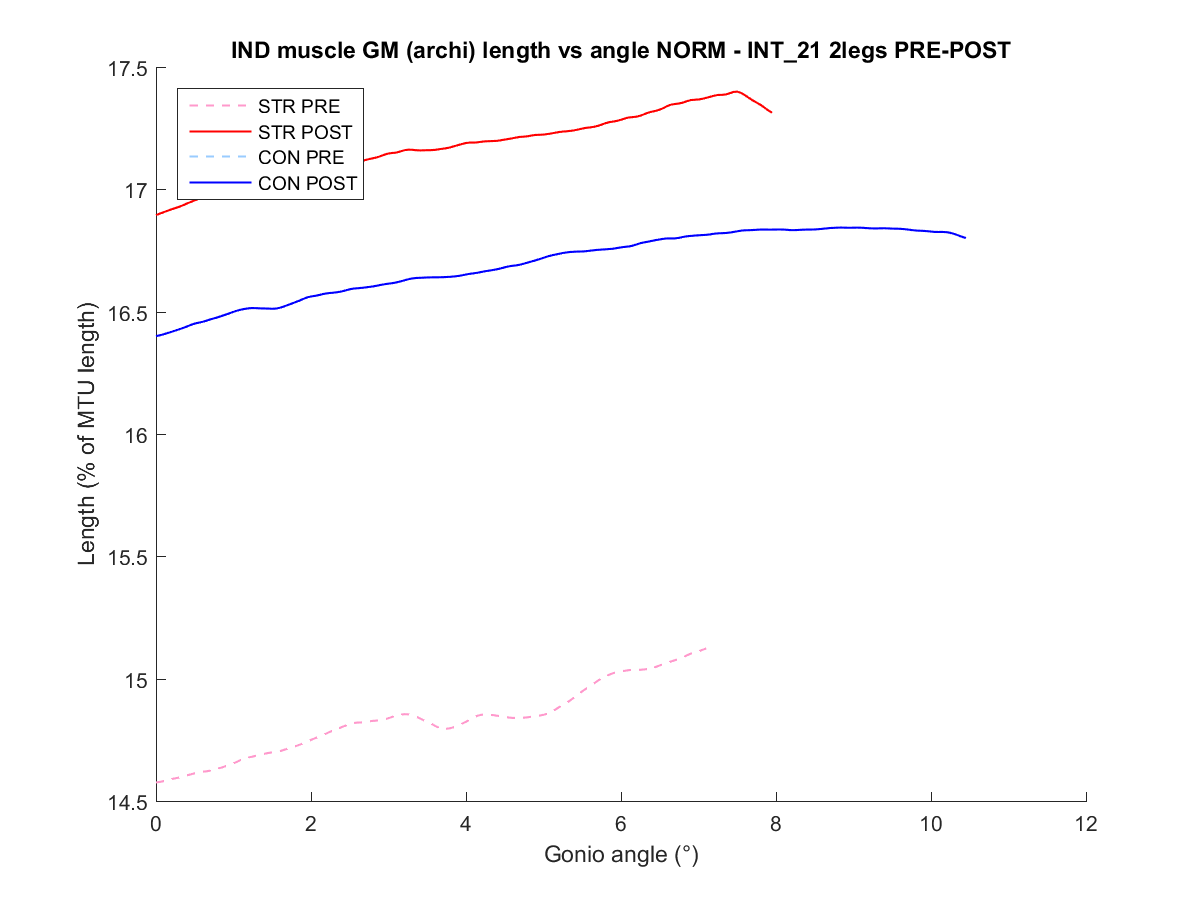 IND muscle GM (archi) length vs angle NORM - INT_21 2legs PRE-POST
17.5
17
16.5
16
15.5
15
14.5
Length (% of MTU length)
STR PRE
STR POST
CON PRE
CON POST
0
2
4
6
8
10
12
Gonio angle (°)